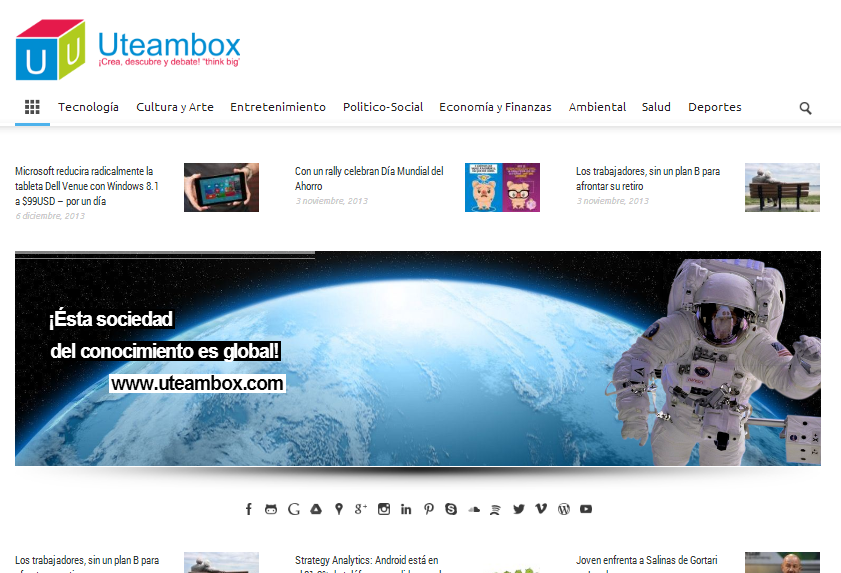 U U
Uteambox
¡Crea, descubre y debate! "think big"
Tecnología Cultura y Arte Entretenimiento Politico-Social Economía y Finanzas Ambiental Salud Deportes
Microsoft reducira radicalmente la
tableta Dell Venue con Windows 8.1
a $99USD – por un día
6 diciembre, 2013
Con un rally celebran Día Mundial del
Ahorro
3 noviembre, 2013
Los trabajadores, sin un plan B para
afrontar su retiro
3 noviembre, 2013
¡Ésta sociedad
del conocimiento es global!
www.uteambox.com
Los trabajadores, sin un plan B para
Strategy Analytics: Android está en
Joven enfrenta a Salinas de Gortari